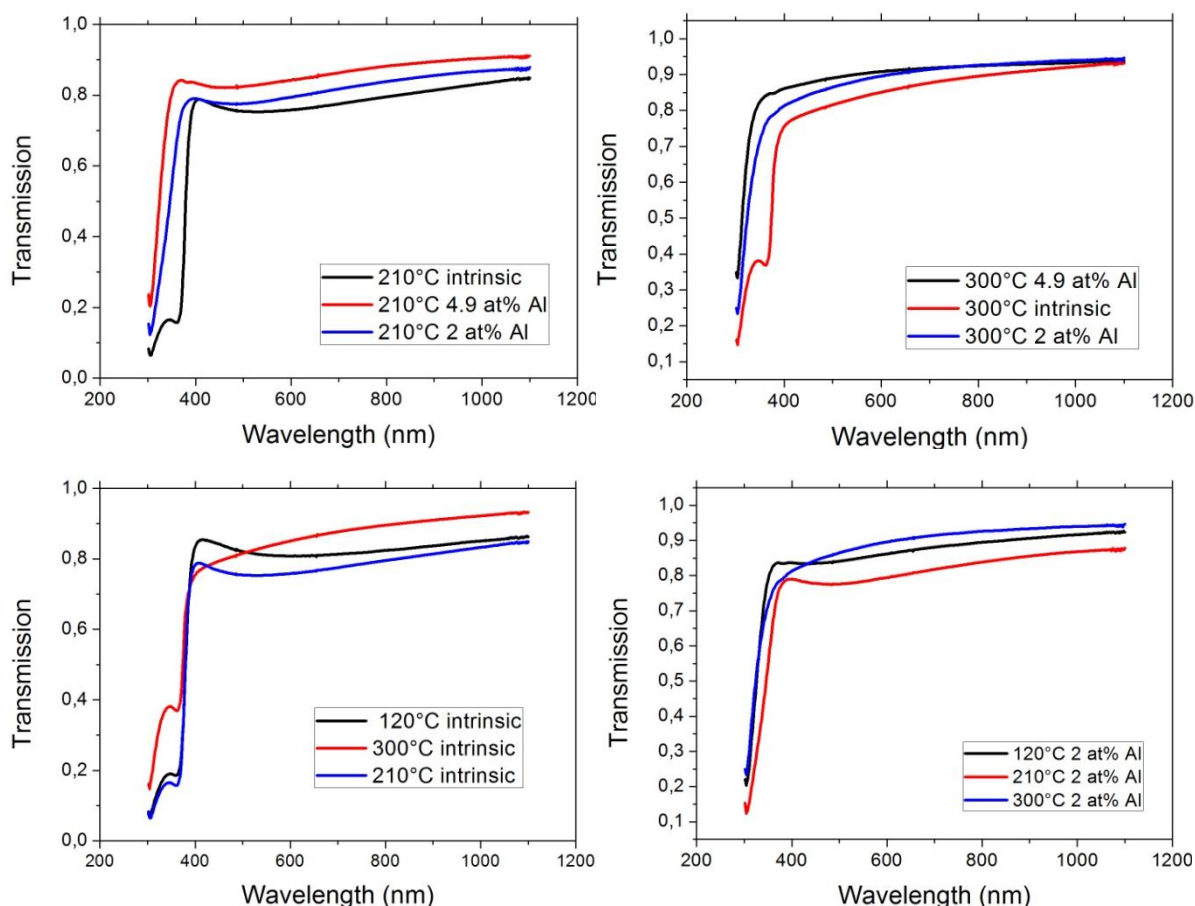 1,0
0,8
0,6
0,4
0,2
0,0
Transmission
210°C intrinsic
210°C 4.9 at% Al
210°C 2 at% Al
200 400 600 800 1000 1200
Wavelength (nm)
1,0
0,9
0,8
0,7
0,6
0,5
0,4
0,3
0,2
0,1
Transmission
300°C 4.9 at% Al
300°C intrinsic
300°C 2 at% Al
200 400 600 800 1000 1200
Wavelength (nm)
1,0
0,8
0,6
0,4
0,2
0,0
Transmission
120°C intrinsic
300°C intrinsic
210°C intrinsic
200 400 600 800 1000 1200
Wavelength (nm)
1,0
0,9
0,8
0,7
0,6
0,5
0,4
0,3
0,2
0,1
Transmission
120°C 2 at% Al
210°C 2 at% Al
300°C 2 at% Al
200 400 600 800 1000 1200
Wavelength (nm)